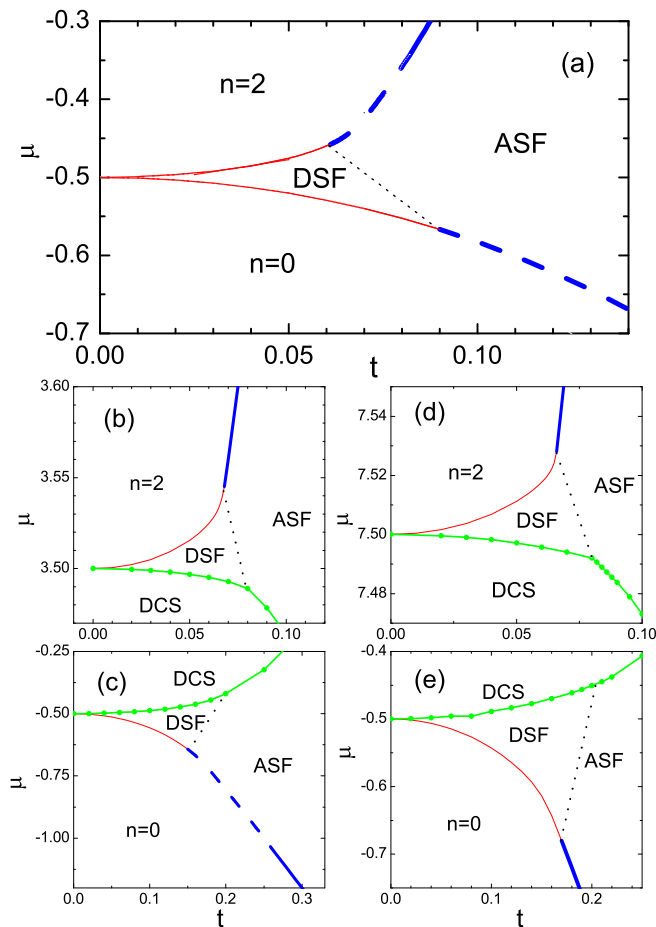 -0.3
(a)
n=2
-0.4
ASF
μ
-0.5
DSF
-0.6
n=0
-0.7
0.00
0.05
0.10
t
3.60
(b)
n=2
3.55
ASF
μ
DSF
3.50
DCS
0.00
0.05
0.10
7.54
(d)
n=2
7.52
ASF
μ
DSF
7.50
DCS
7.48
0.00
0.05
0.10
-0.25
(c)
DCS
-0.50
DSF
μ
ASF
-0.75
n=0
-1.00
0.0
0.1
0.2
0.3
t
-0.4
(e)
DCS
-0.5
DSF
μ
ASF
-0.6
n=0
-0.7
0.0
0.1
0.2
t